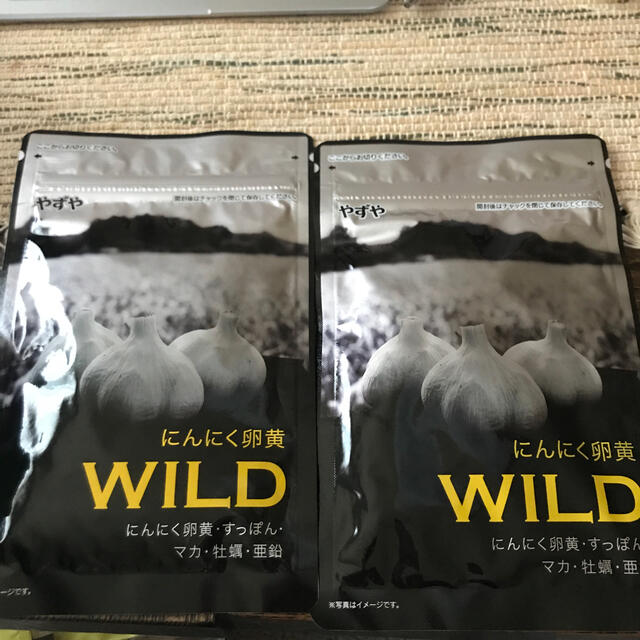 ここからお切りください。
やずや
開封後はチャックを閉じて保存してください。
にんにく卵黄
WILD
にんにく卵黄・すっぽん・
マカ・牡蠣・亜鉛
ージです。
ここからお切りください。
やずや
開封後はチャックを閉じて保存してください。
にんにく卵黄
WILD
にんにく卵黄・すっぽん
マカ・牡蠣・亜
※写真はイメージです。